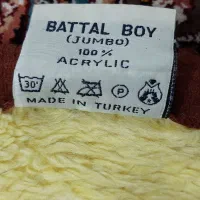 BATTAL BOY
(JUMBO)
100 %
ACRYLIC
30°
P
MADE IN TURKEY